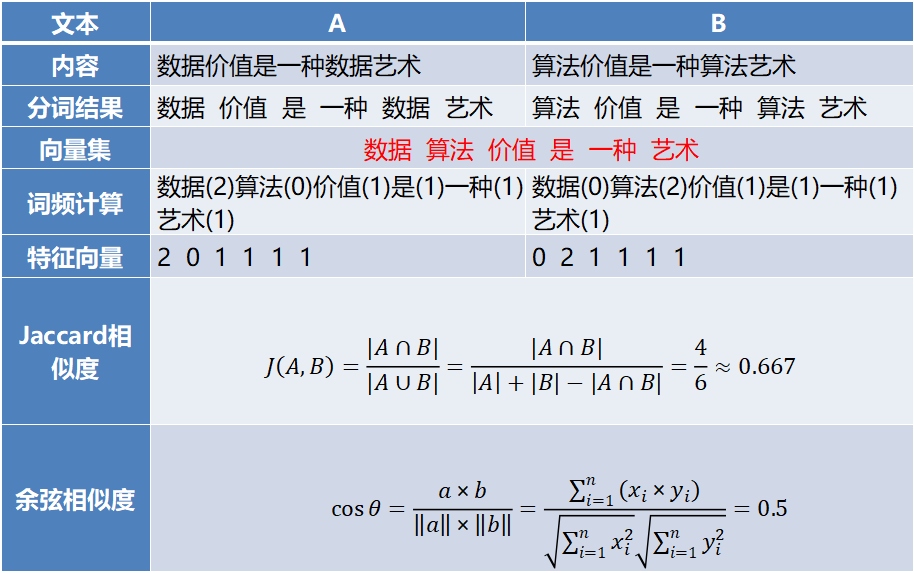 文本 A B
内容 数据价值是一种数据艺术 算法价值是一种算法艺术
分词结果 数据 价值 是 一种 数据 艺术 算法 价值 是 一种 算法 艺术
向量集 数据 算法 价值 是 一种 艺术
词频计算 数据(2)算法(0)价值(1)是(1)一种(1)艺术(1) 数据(0)算法(2)价值(1)是(1)一种(1)艺术(1)
特征向量 2 0 1 1 1 1 0 2 1 1 1 1
Jaccard相似度 J(A, B) = |A ∩ B| / |A ∪ B| = |A ∩ B| / (|A| + |B| − |A ∩ B|) = 4/6 ≈ 0.667
余弦相似度 cos θ = (a × b) / (‖a‖ × ‖b‖) = ∑ⁿᵢ₌₁ (xᵢ × yᵢ) / (√(∑ⁿᵢ₌₁ xᵢ²) √(∑ⁿᵢ₌₁ yᵢ²)) = 0.5